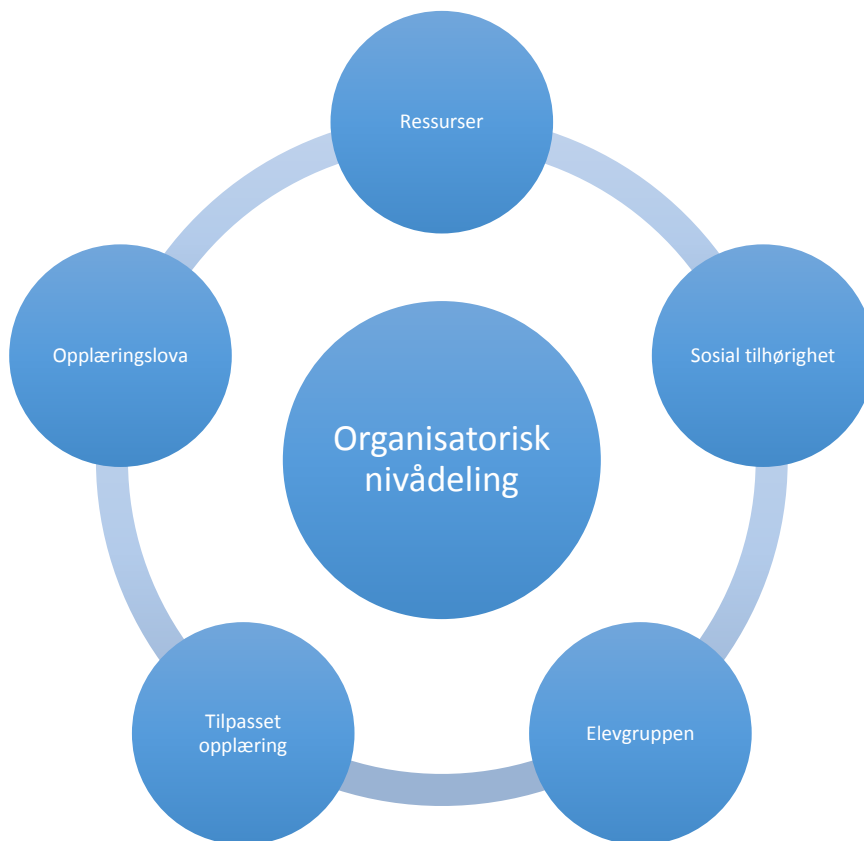 Ressurser
Opplæringslova
Sosial tilhørighet
Organisatorisk
nivådeling
Tilpasset
opplæring
Elevgruppen